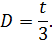 D = t/3.